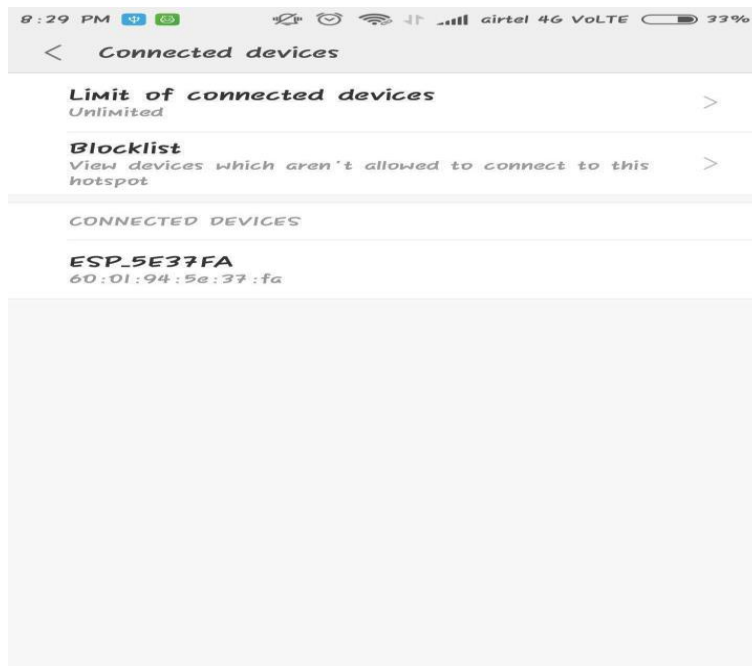 8:29 PM airtel 4G VoLTE 33%
< Connected devices
Limit of connected devices
Unlimited >
Blocklist
View devices which aren't allowed to connect to this >
hotspot
CONNECTED DEVICES
ESP_5E37FA
60:01:94:5e:37:fa